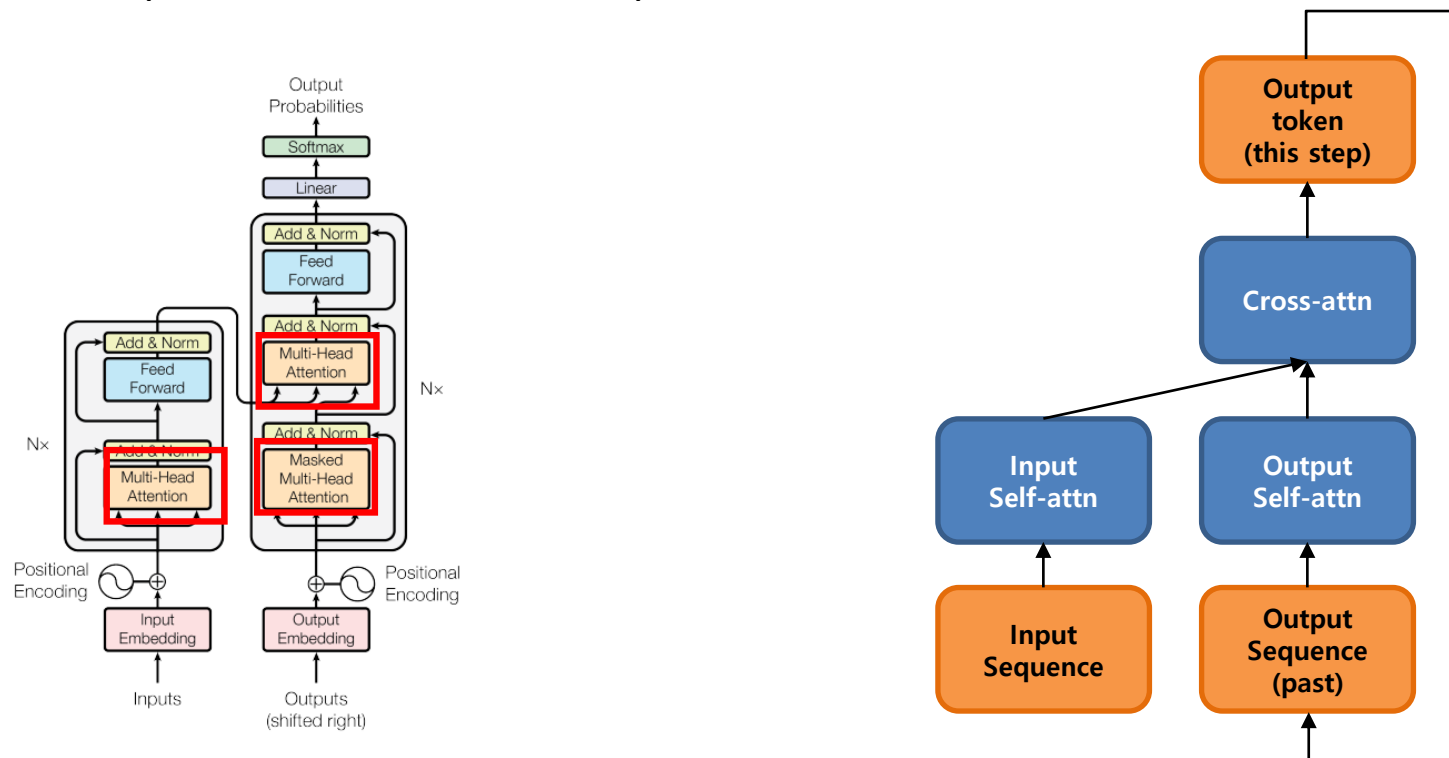 Output
Probabilities
Softmax
Linear
Add & Norm
Feed
Forward
Add & Norm
Multi-Head
Attention
N×
Add & Norm
Masked
Multi-Head
Attention
Add & Norm
Feed
Forward
N×
Add & Norm
Multi-Head
Attention
Positional
Encoding
Positional
Encoding
Input
Embedding
Output
Embedding
Inputs
Outputs
(shifted right)
Output
token
(this step)
Cross-attn
Input
Self-attn
Output
Self-attn
Input
Sequence
Output
Sequence
(past)